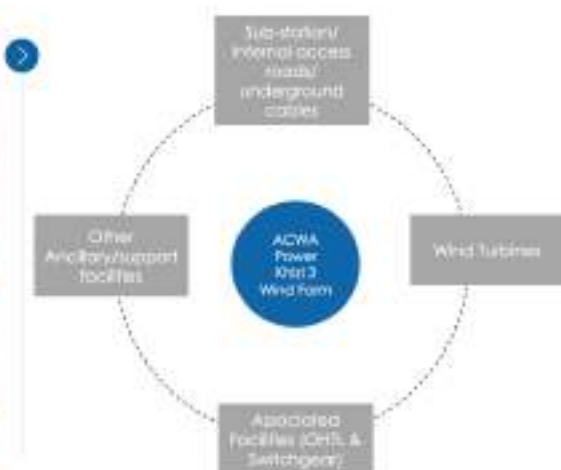 Sub-station/
internal access
roads/
underground
cables
Other
Ancillary/support
facilities
ACWA
Power
Khizi 3
Wind Farm
Wind Turbines
Associated
Facilities (OHTL &
Switchgear)